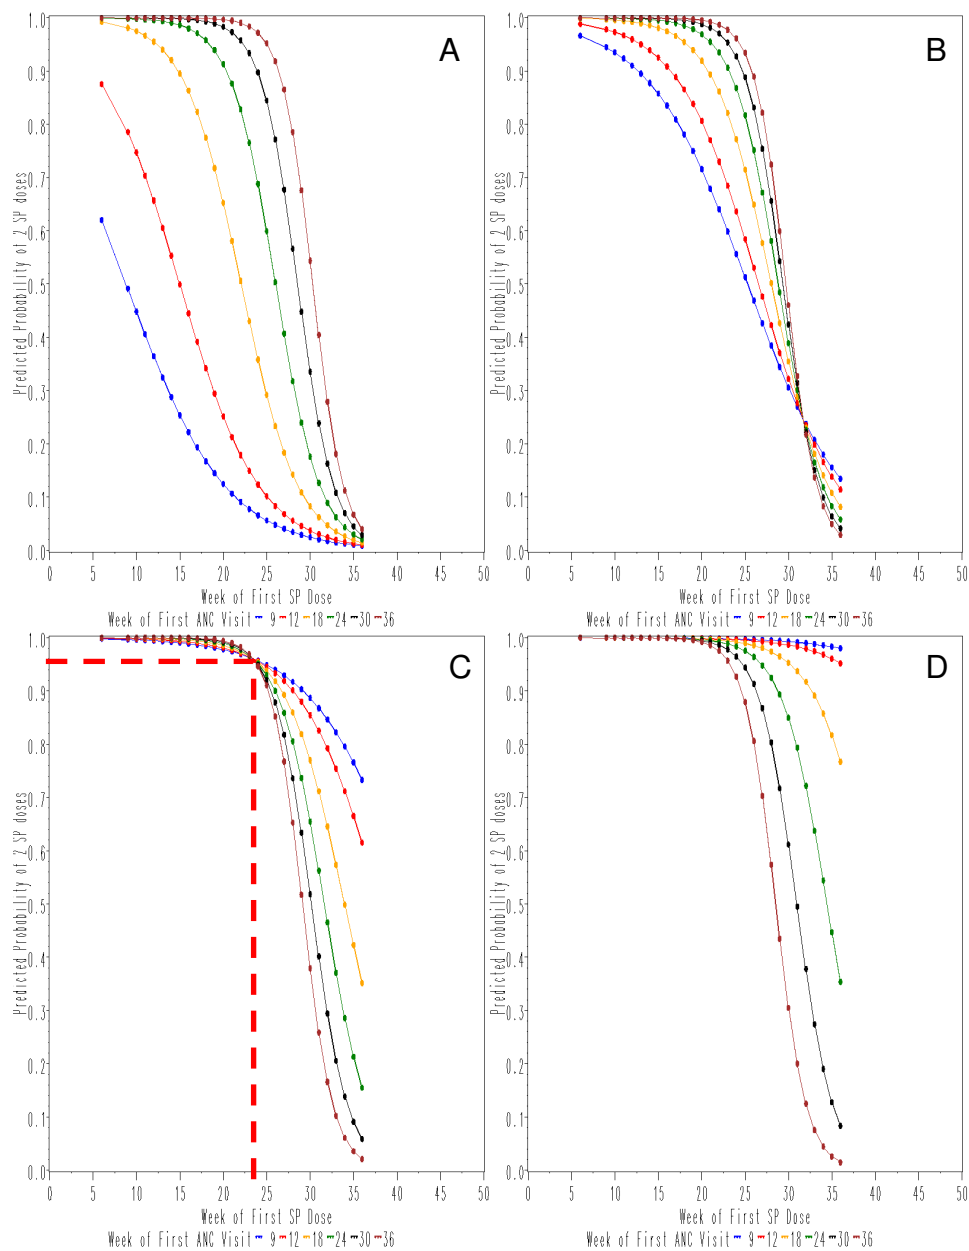 A
B
Predicted Probability of 2 SP doses
1.0
0.9
0.8
0.7
0.6
0.5
0.4
0.3
0.2
0.1
0.0
0 5 10 15 20 25 30 35 40 45 50
Week of First SP Dose
Week of First ANC Visit 9 12 18 24 30 36
Predicted Probability of 2 SP doses
1.0
0.9
0.8
0.7
0.6
0.5
0.4
0.3
0.2
0.1
0.0
0 5 10 15 20 25 30 35 40 45 50
Week of First SP Dose
Week of First ANC Visit 9 12 18 24 30 36
C
D
Predicted Probability of 2 SP doses
1.0
0.9
0.8
0.7
0.6
0.5
0.4
0.3
0.2
0.1
0.0
0 5 10 15 20 25 30 35 40 45 50
Week of First SP Dose
Week of First ANC Visit 9 12 18 24 30 36
Predicted Probability of 2 SP doses
1.0
0.9
0.8
0.7
0.6
0.5
0.4
0.3
0.2
0.1
0.0
0 5 10 15 20 25 30 35 40 45 50
Week of First SP Dose
Week of First ANC Visit 9 12 18 24 30 36